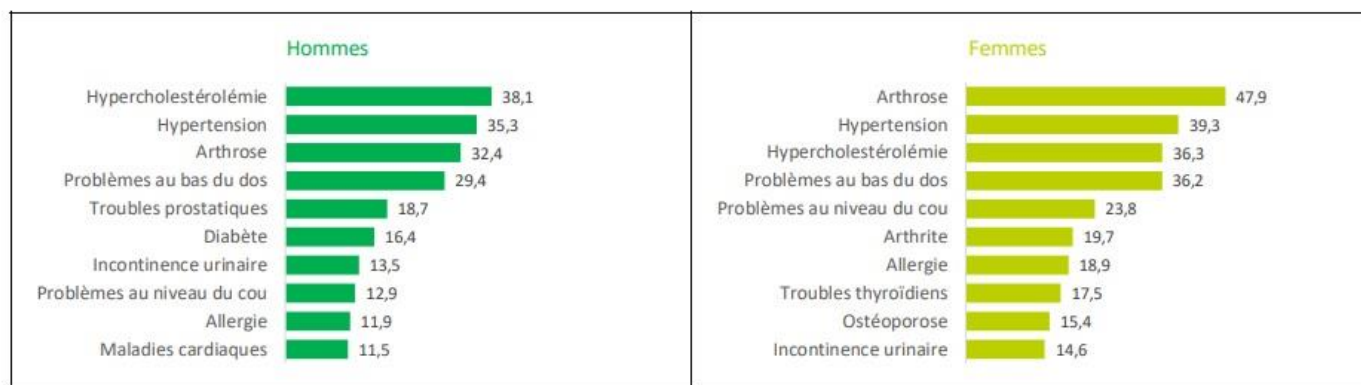 Hommes
Hypercholestérolémie 38,1
Hypertension 35,3
Arthrose 32,4
Problèmes au bas du dos 29,4
Troubles prostatiques 18,7
Diabète 16,4
Incontinence urinaire 13,5
Problèmes au niveau du cou 12,9
Allergie 11,9
Maladies cardiaques 11,5
Femmes
Arthrose 47,9
Hypertension 39,3
Hypercholestérolémie 36,3
Problèmes au bas du dos 36,2
Problèmes au niveau du cou 23,8
Arthrite 19,7
Allergie 18,9
Troubles thyroïdiens 17,5
Ostéoporose 15,4
Incontinence urinaire 14,6